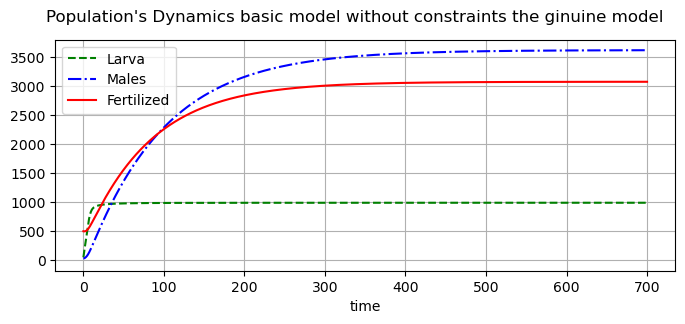 Population's Dynamics basic model without constraints the ginuine model
Larva
Males
Fertilized
3500
3000
2500
2000
1500
1000
500
0
0 100 200 300 400 500 600 700
time